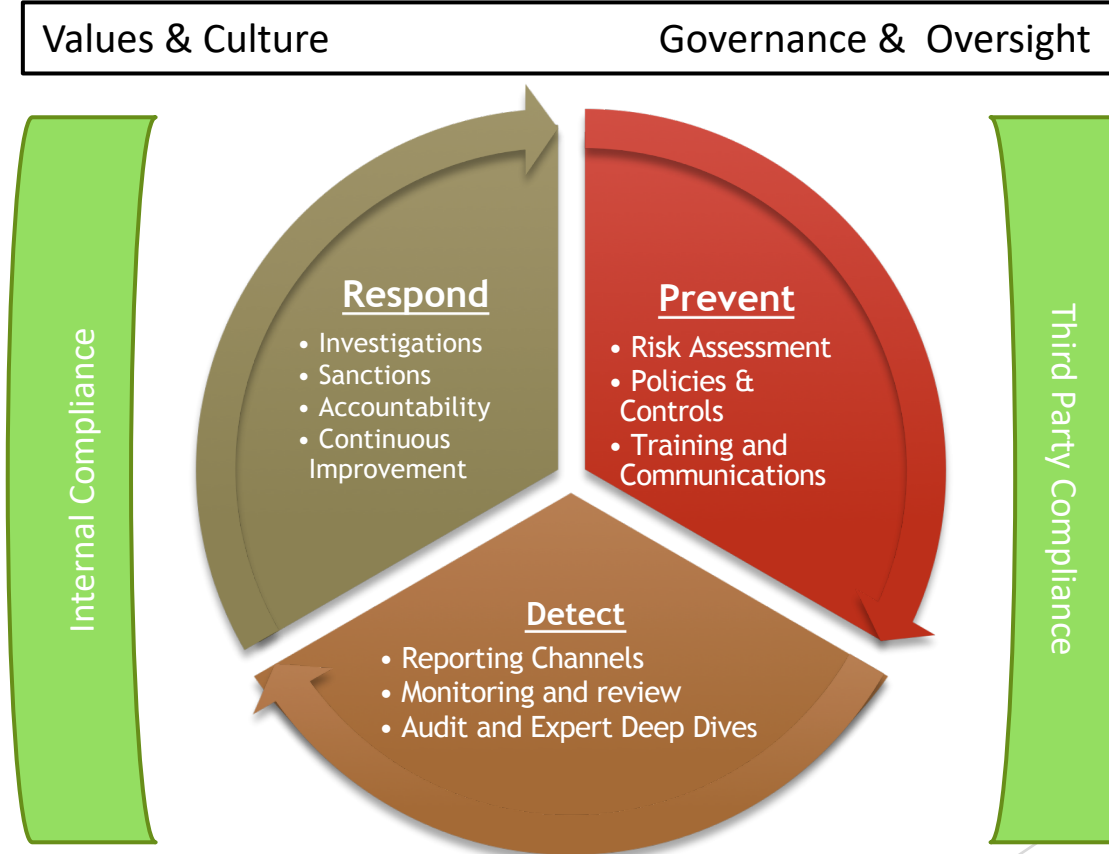 Values & Culture Governance & Oversight
Internal Compliance
Respond
• Investigations
• Sanctions
• Accountability
• Continuous
Improvement
Prevent
• Risk Assessment
• Policies &
Controls
• Training and
Communications
Detect
• Reporting Channels
• Monitoring and review
• Audit and Expert Deep Dives
Third Party Compliance